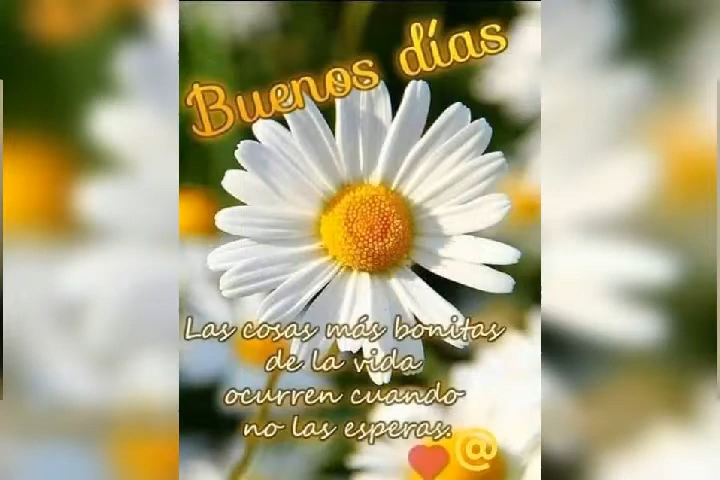 Buenos días
Las cosas más bonitas
de la vida
ocurren cuando
no las esperas.
@